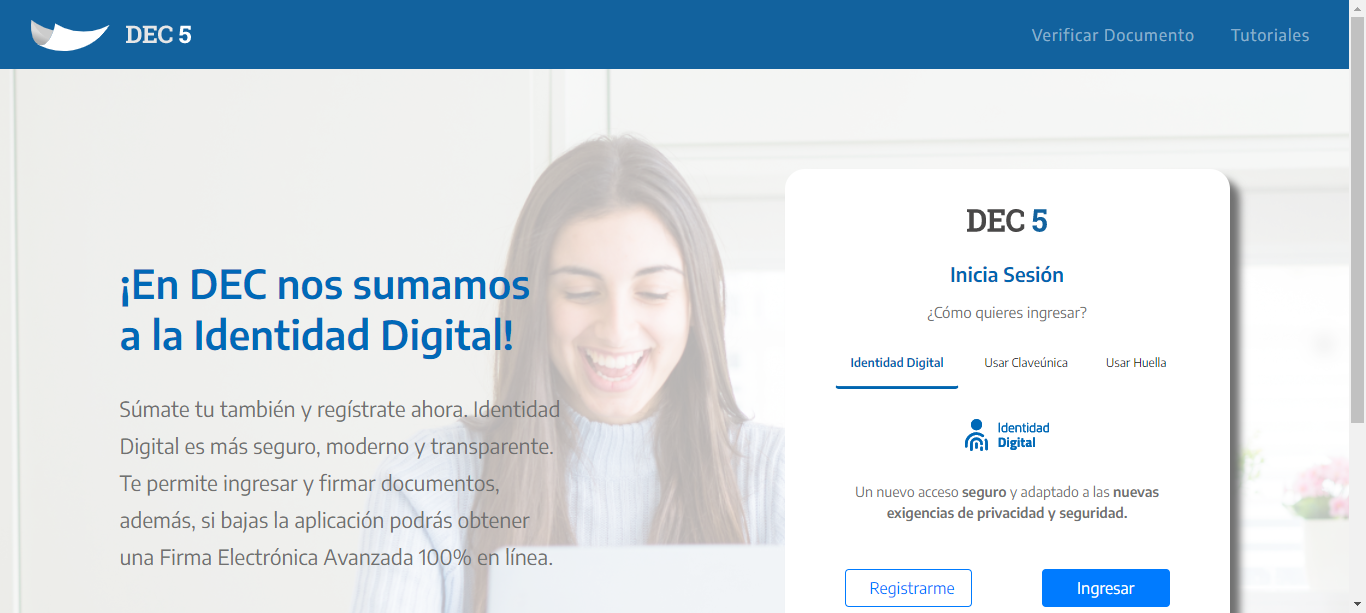 DEC 5
Verificar Documento
Tutoriales
¡En DEC nos sumamos
a la Identidad Digital!
Súmate tu también y regístrate ahora. Identidad
Digital es más seguro, moderno y transparente.
Te permite ingresar y firmar documentos,
además, si bajas la aplicación podrás obtener
una Firma Electrónica Avanzada 100% en línea.
DEC 5
Inicia Sesión
¿Cómo quieres ingresar?
Identidad Digital
Usar Claveúnica
Usar Huella
Identidad
Digital
Un nuevo acceso seguro y adaptado a las nuevas
exigencias de privacidad y seguridad.
Registrarme
Ingresar